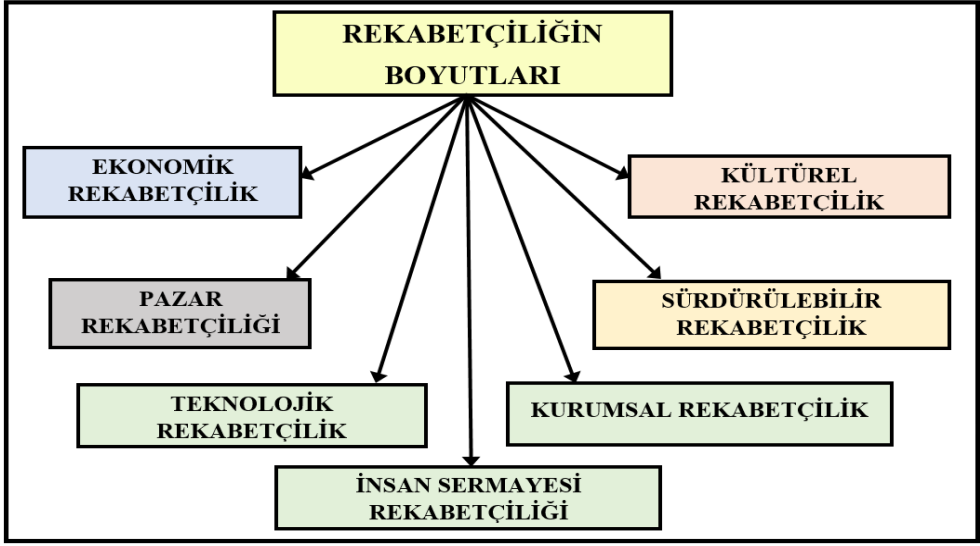 REKABETÇİLİĞİN
BOYUTLARI
EKONOMİK
REKABETÇİLİK
KÜLTÜREL
REKABETÇİLİK
PAZAR
REKABETÇİLİĞİ
SÜRDÜRÜLEBİLİR
REKABETÇİLİK
TEKNOLOJİK
REKABETÇİLİK
KURUMSAL REKABETÇİLİK
İNSAN SERMAYESİ
REKABETÇİLİĞİ